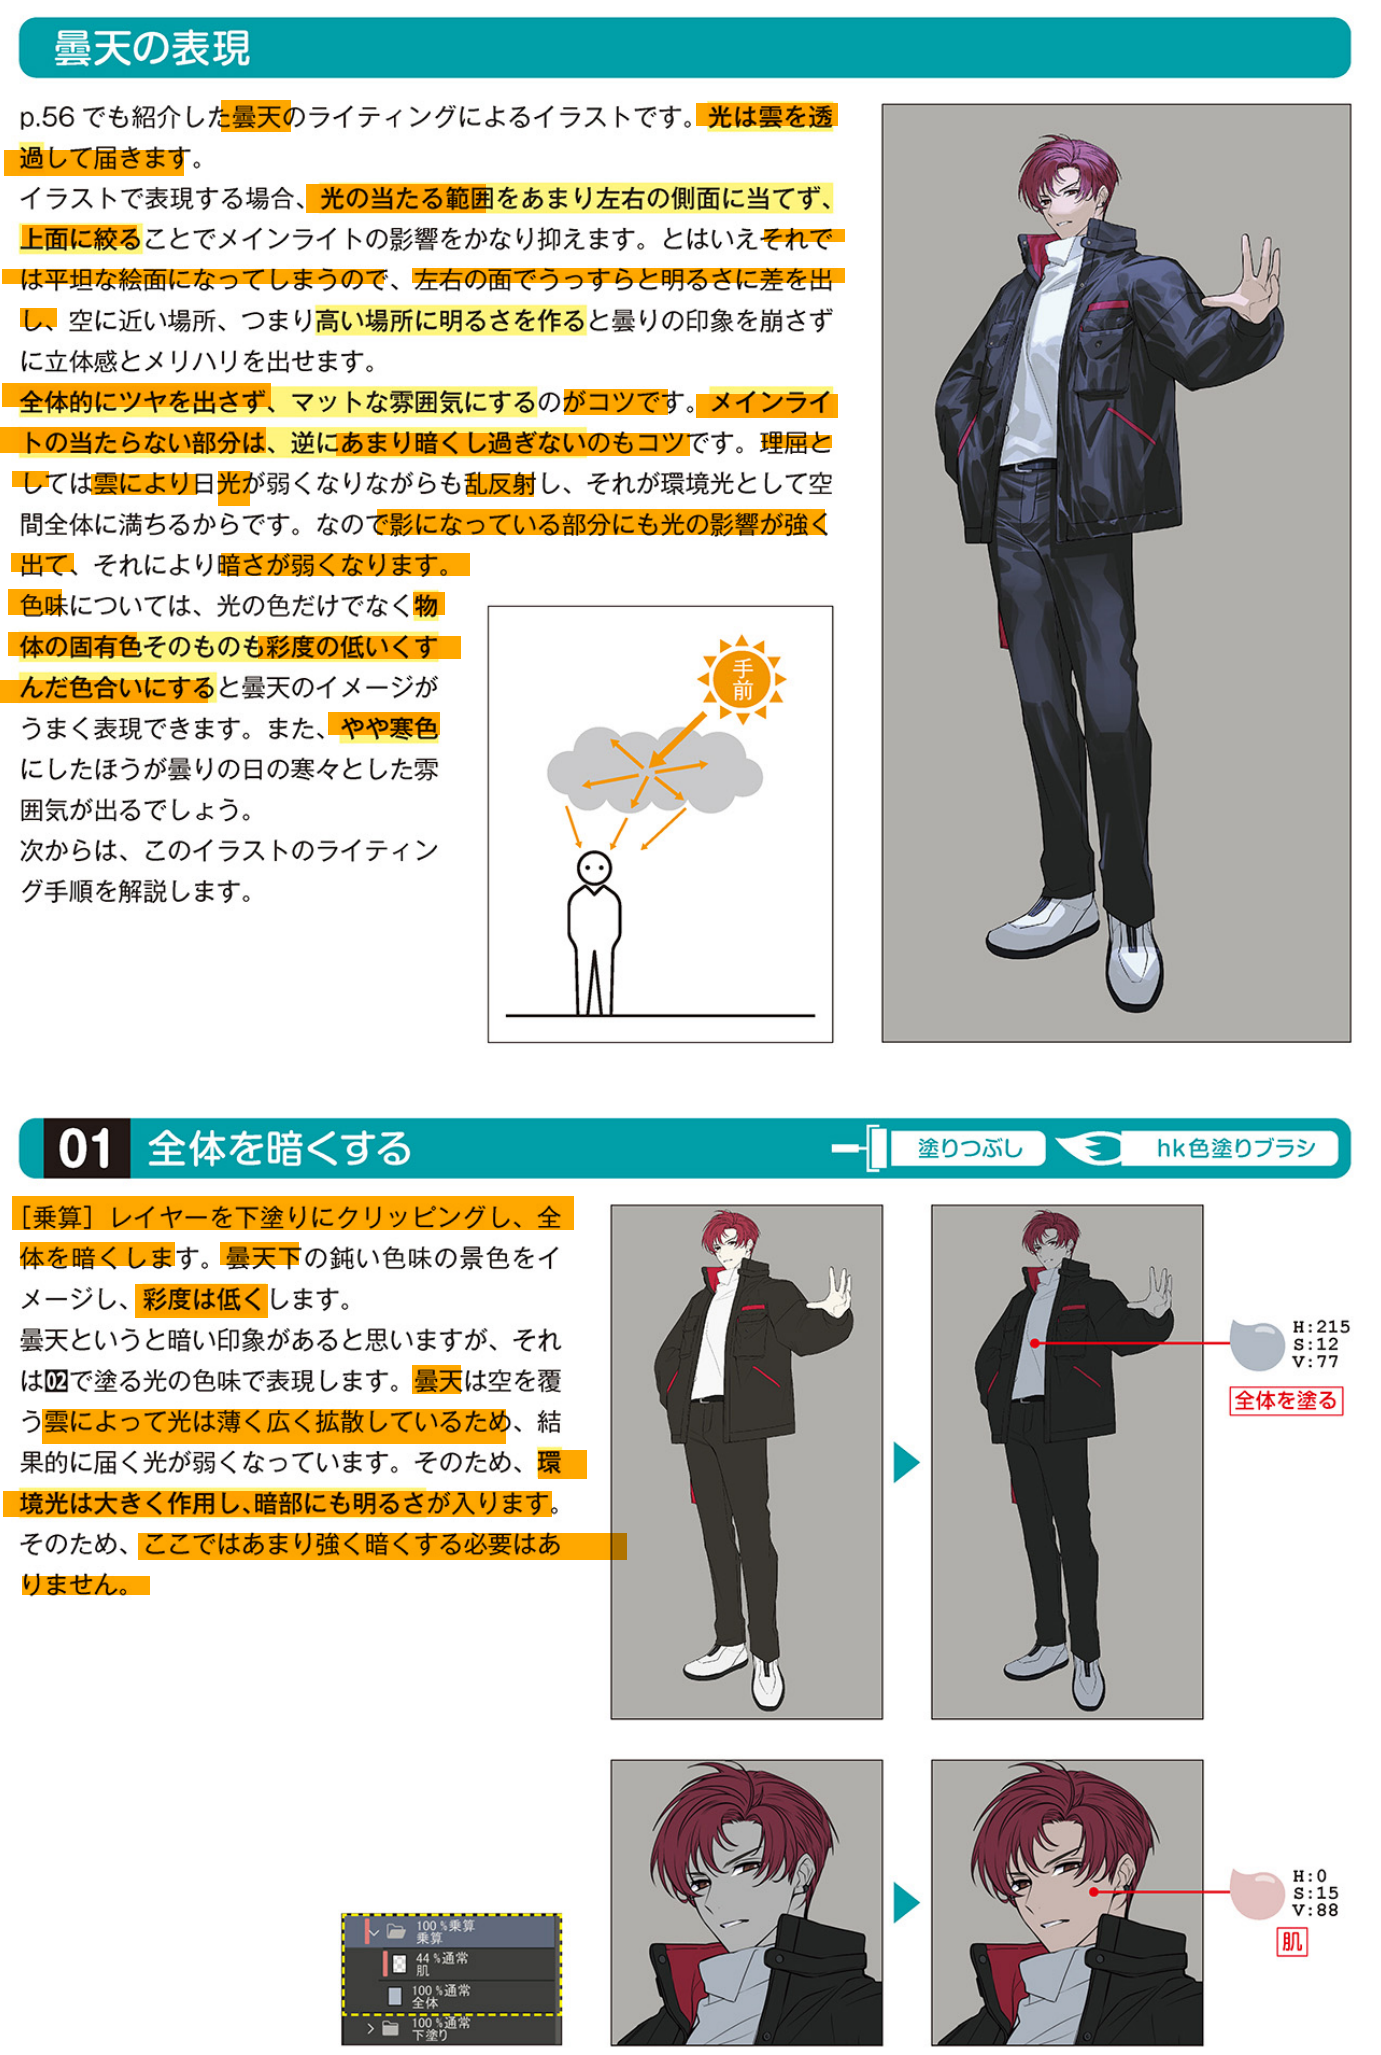 曇天の表現
p.56 でも紹介した曇天のライティングによるイラストです。光は雲を透
過して届きます。
イラストで表現する場合、光の当たる範囲をあまり左右の側面に当てず、
上面に絞ることでメインライトの影響をかなり抑えます。とはいえそれで
は平坦な絵面になってしまうので、左右の面でうっすらと明るさに差を出
し、空に近い場所、つまり高い場所に明るさを作ると曇りの印象を崩さず
に立体感とメリハリを出せます。
全体的にツヤを出さず、マットな雰囲気にするのがコツです。メインライ
トの当たらない部分は、逆にあまり暗くし過ぎないのもコツです。理屈と
しては雲により日光が弱くなりながらも乱反射し、それが環境光として空
間全体に満ちるからです。なので影になっている部分にも光の影響が強く
出て、それにより暗さが弱くなります。
色味については、光の色だけでなく物
体の固有色そのものも彩度の低いくす
んだ色合いにすると曇天のイメージが
うまく表現できます。また、やや寒色
にしたほうが曇りの日の寒々とした雰
囲気が出るでしょう。
次からは、このイラストのライティン
グ手順を解説します。
手前
01 全体を暗くする
塗りつぶし
hk色塗りブラシ
［乗算］レイヤーを下塗りにクリッピングし、全
体を暗くします。曇天下の鈍い色味の景色をイ
メージし、彩度は低くします。
曇天というと暗い印象があると思いますが、それ
は02で塗る光の色味で表現します。曇天は空を覆
う雲によって光は薄く広く拡散しているため、結
果的に届く光が弱くなっています。そのため、環
境光は大きく作用し、暗部にも明るさが入ります。
そのため、ここではあまり強く暗くする必要はあ
りません。
H:215
S:12
V:77
全体を塗る
H:0
S:15
V:88
肌
100 %乗算
乗算
44 %通常
肌
100 %通常
全体
100 %通常
下塗り